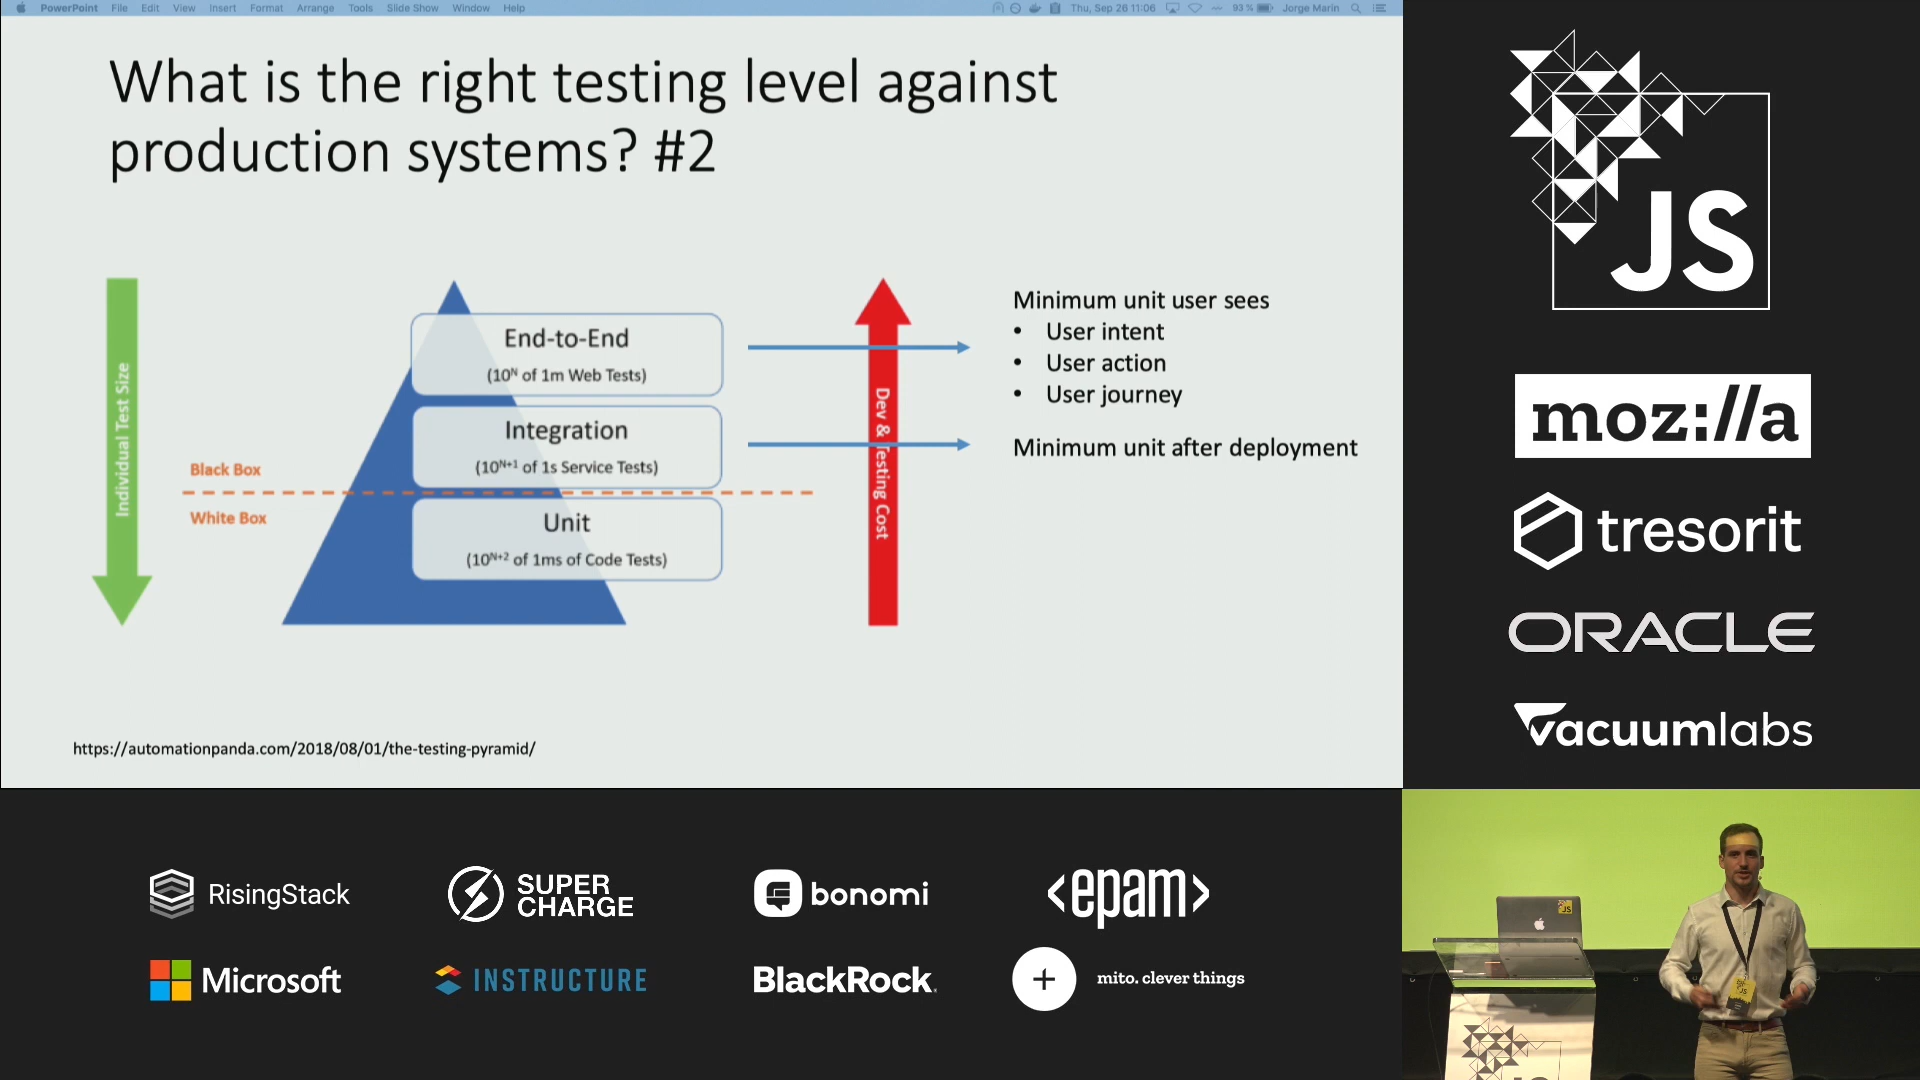 PowerPoint File Edit View Insert Format Arrange Tools Slide Show Window Help
Thu, Sep 26 11:06 93 % Jorge Marin
What is the right testing level against
production systems? #2
Individual Test Size
Black Box
White Box
End-to-End
(10ᴺ of 1m Web Tests)
Integration
(10ᴺ⁺¹ of 1s Service Tests)
Unit
(10ᴺ⁺² of 1ms of Code Tests)
Dev & Testing Cost
Minimum unit user sees
• User intent
• User action
• User journey
Minimum unit after deployment
https://automationpanda.com/2018/08/01/the-testing-pyramid/
JS
moz://a
tresorit
ORACLE
vacuumlabs
RisingStack
SUPER
CHARGE
bonomi
<epam>
Microsoft
INSTRUCTURE
BlackRock.
+ mito. clever things
JS
JS